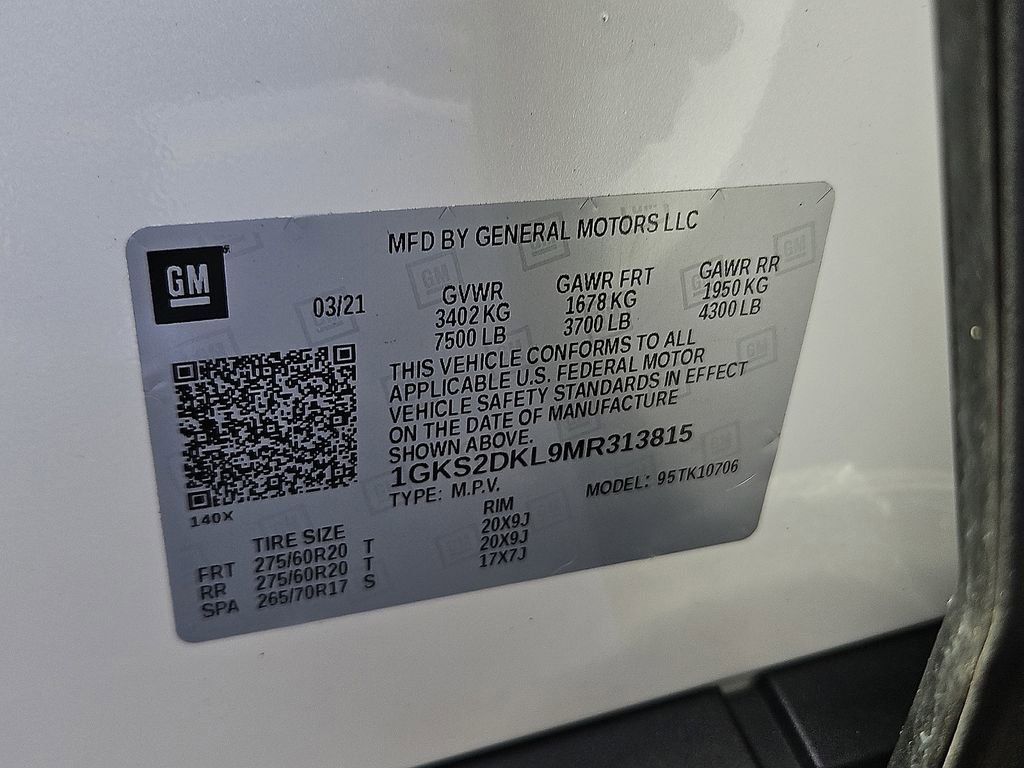 MFD BY GENERAL MOTORS LLC
GM
03/21
GVWR
3402 KG
7500 LB
GAWR FRT
1678 KG
3700 LB
GAWR RR
1950 KG
4300 LB
THIS VEHICLE CONFORMS TO ALL
APPLICABLE U.S. FEDERAL MOTOR
VEHICLE SAFETY STANDARDS IN EFFECT
ON THE DATE OF MANUFACTURE
SHOWN ABOVE.
1GKS2DKL9MR313815
TYPE: M.P.V.
MODEL: 95TK10706
140X
TIRE SIZE RIM
FRT 275/60R20 T 20X9J
RR 275/60R20 T 20X9J
SPA 265/70R17 S 17X7J